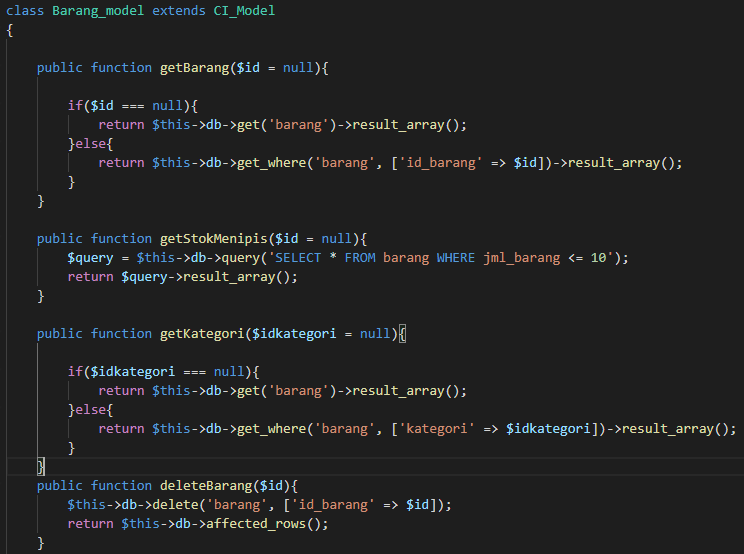 class Barang_model extends CI_Model
{
public function getBarang($id = null){
if($id === null){
return $this->db->get('barang')->result_array();
}else{
return $this->db->get_where('barang', ['id_barang' => $id])->result_array();
}
}
public function getStokMenipis($id = null){
$query = $this->db->query('SELECT * FROM barang WHERE jml_barang <= 10');
return $query->result_array();
}
public function getKategori($idkategori = null){
if($idkategori === null){
return $this->db->get('barang')->result_array();
}else{
return $this->db->get_where('barang', ['kategori' => $idkategori])->result_array();
}
}
public function deleteBarang($id){
$this->db->delete('barang', ['id_barang' => $id]);
return $this->db->affected_rows();
}